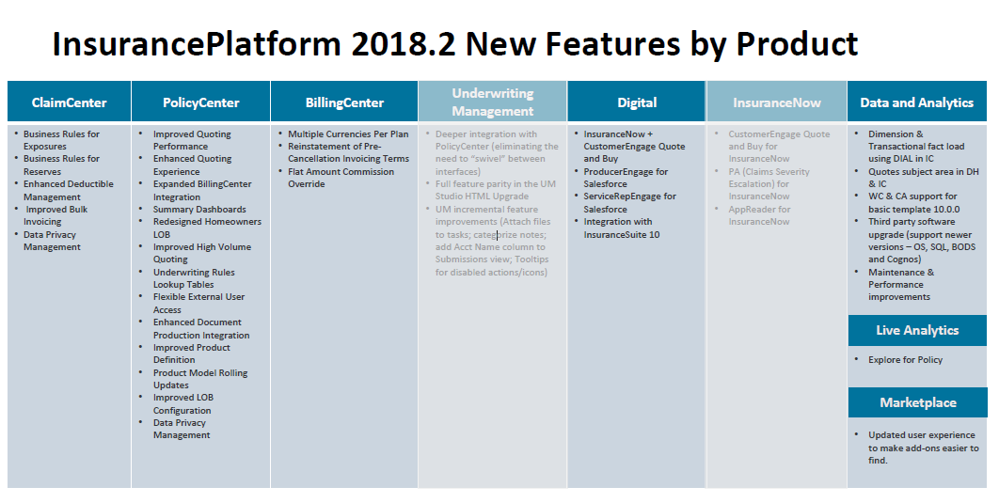 InsurancePlatform 2018.2 New Features by Product
ClaimCenter
• Business Rules for
Exposures
• Business Rules for
Reserves
• Enhanced Deductible
Management
• Improved Bulk
Invoicing
• Data Privacy
Management
PolicyCenter
• Improved Quoting
Performance
• Enhanced Quoting
Experience
• Expanded BillingCenter
Integration
• Summary Dashboards
• Redesigned Homeowners
LOB
• Improved High Volume
Quoting
• Underwriting Rules
Lookup Tables
• Flexible External User
Access
• Enhanced Document
Production Integration
• Improved Product
Definition
• Product Model Rolling
Updates
• Improved LOB
Configuration
• Data Privacy
Management
BillingCenter
• Multiple Currencies Per Plan
• Reinstatement of Pre-
Cancellation Invoicing Terms
• Flat Amount Commission
Override
Underwriting
Management
• Deeper integration with
PolicyCenter (eliminating the
need to “swivel” between
interfaces)
• Full feature parity in the UM
Studio HTML Upgrade
• UM incremental feature
improvements (Attach files
to tasks; categorize notes;
add Acct Name column to
Submissions view; Tooltips
for disabled actions/icons)
Digital
• InsuranceNow +
CustomerEngage Quote
and Buy
• ProducerEngage for
Salesforce
• ServiceRepEngage for
Salesforce
• Integration with
InsuranceSuite 10
InsuranceNow
• CustomerEngage Quote
and Buy for
InsuranceNow
• PA (Claims Severity
Escalation) for
InsuranceNow
• AppReader for
InsuranceNow
Data and Analytics
• Dimension &
Transactional fact load
using DIAL in IC
• Quotes subject area in DH
& IC
• WC & CA support for
basic template 10.0.0
• Third party software
upgrade (support newer
versions – OS, SQL, BODS
and Cognos)
• Maintenance &
Performance
improvements
Live Analytics
• Explore for Policy
Marketplace
• Updated user experience
to make add-ons easier to
find.